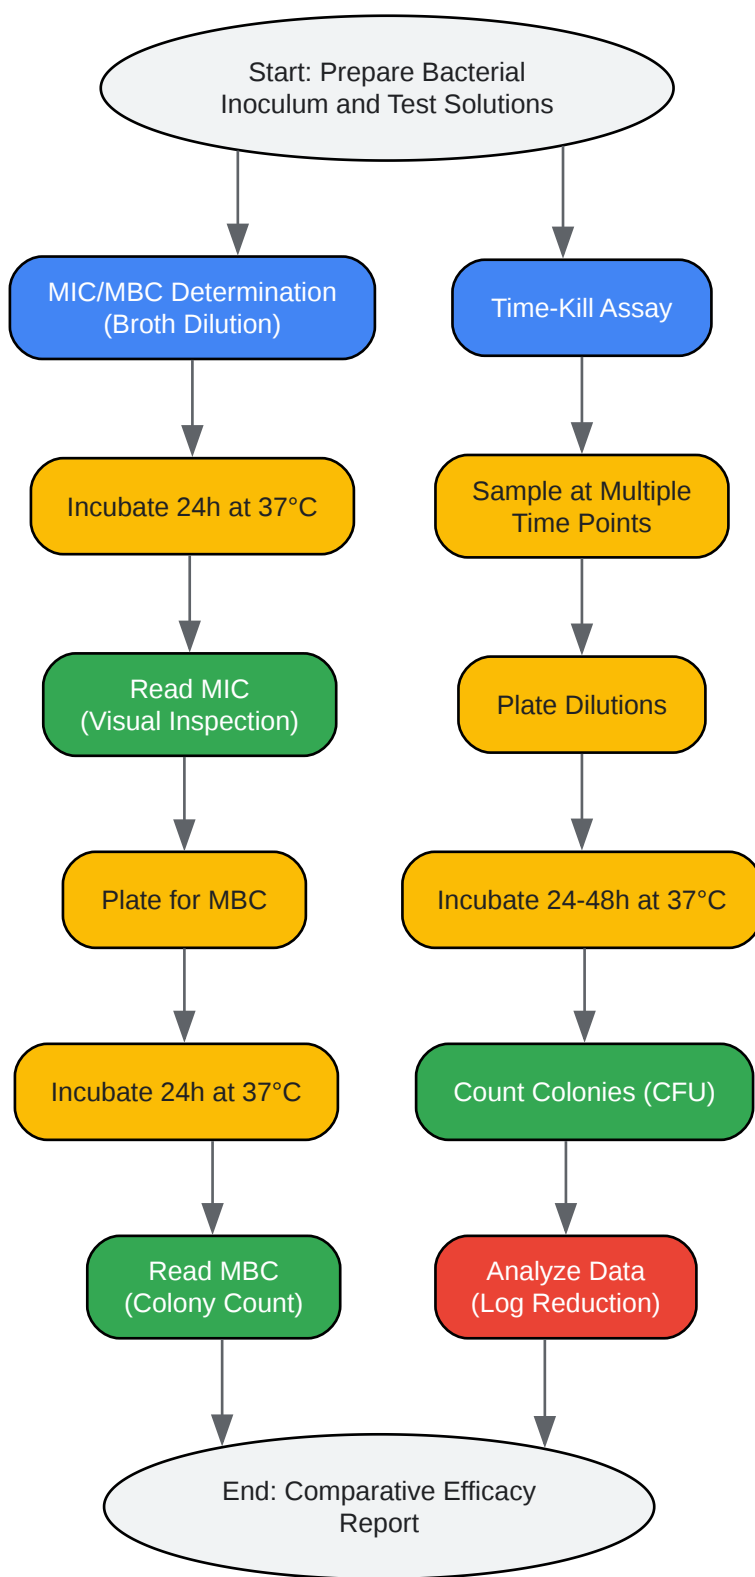 Start: Prepare Bacterial
Inoculum and Test Solutions
MIC/MBC Determination
(Broth Dilution)
Time-Kill Assay
Incubate 24h at 37°C
Sample at Multiple
Time Points
Read MIC
(Visual Inspection)
Plate Dilutions
Plate for MBC
Incubate 24-48h at 37°C
Incubate 24h at 37°C
Count Colonies (CFU)
Read MBC
(Colony Count)
Analyze Data
(Log Reduction)
End: Comparative Efficacy
Report